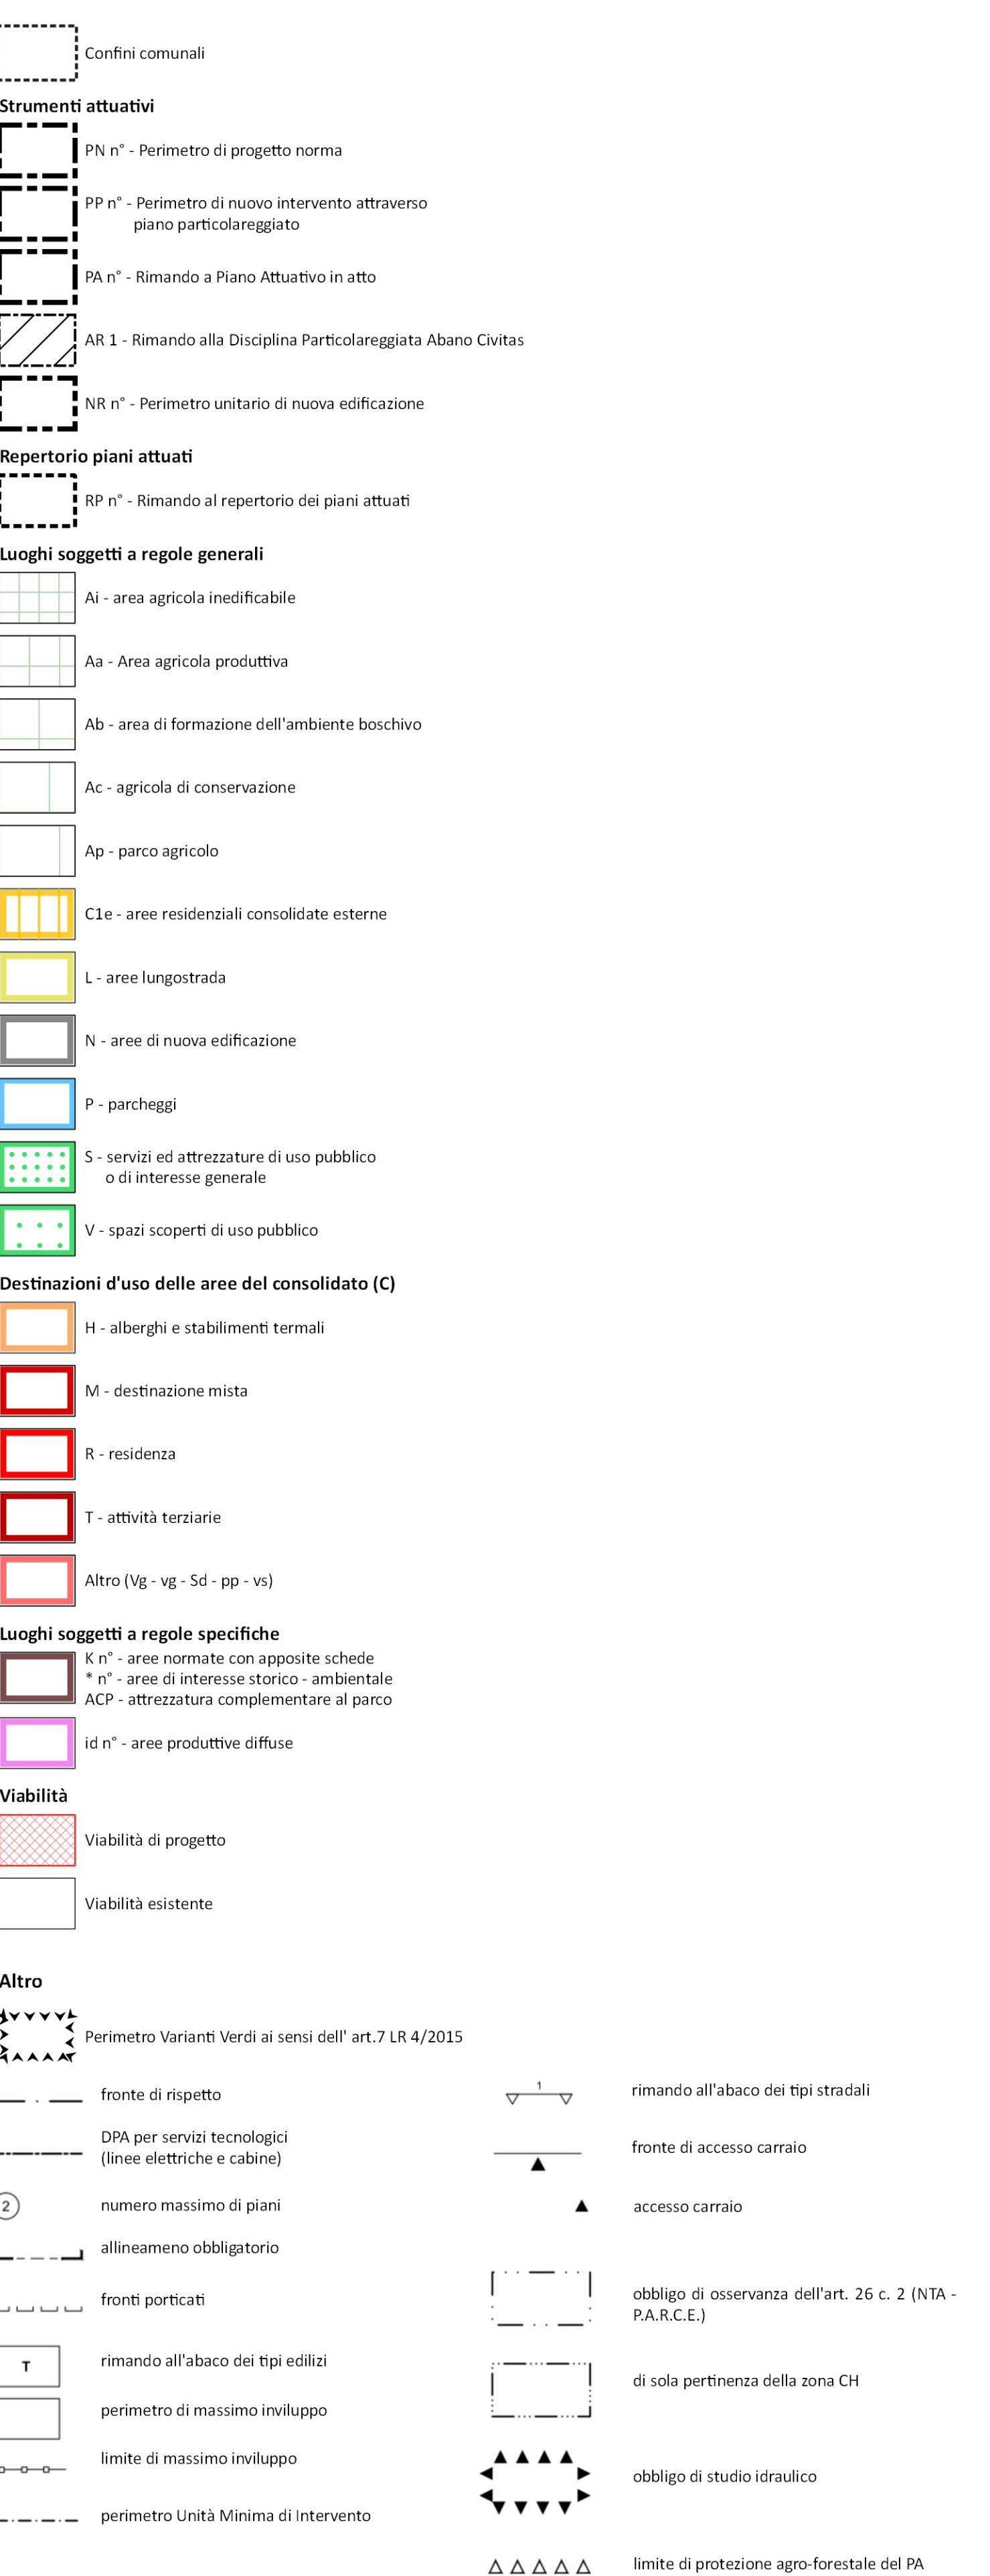 Confini comunali
Strumenti attuativi
PN n° - Perimetro di progetto norma
PP n° - Perimetro di nuovo intervento attraverso
piano particolareggiato
PA n° - Rimando a Piano Attuativo in atto
AR 1 - Rimando alla Disciplina Particolareggiata Abano Civitas
NR n° - Perimetro unitario di nuova edificazione
Repertorio piani attuati
RP n° - Rimando al repertorio dei piani attuati
Luoghi soggetti a regole generali
Ai - area agricola inedificabile
Aa - Area agricola produttiva
Ab - area di formazione dell'ambiente boschivo
Ac - agricola di conservazione
Ap - parco agricolo
C1e - aree residenziali consolidate esterne
L - aree lungostrada
N - aree di nuova edificazione
P - parcheggi
S - servizi ed attrezzature di uso pubblico
o di interesse generale
V - spazi scoperti di uso pubblico
Destinazioni d'uso delle aree del consolidato (C)
H - alberghi e stabilimenti termali
M - destinazione mista
R - residenza
T - attività terziarie
Altro (Vg - vg - Sd - pp - vs)
Luoghi soggetti a regole specifiche
K n° - aree normate con apposite schede
* n° - aree di interesse storico - ambientale
ACP - attrezzatura complementare al parco
id n° - aree produttive diffuse
Viabilità
Viabilità di progetto
Viabilità esistente
Altro
Perimetro Varianti Verdi ai sensi dell' art.7 LR 4/2015
fronte di rispetto
DPA per servizi tecnologici
(linee elettriche e cabine)
2 numero massimo di piani
allineameno obbligatorio
fronti porticati
T rimando all'abaco dei tipi edilizi
perimetro di massimo inviluppo
limite di massimo inviluppo
perimetro Unità Minima di Intervento
1 rimando all'abaco dei tipi stradali
fronte di accesso carraio
accesso carraio
obbligo di osservanza dell'art. 26 c. 2 (NTA -
P.A.R.C.E.)
di sola pertinenza della zona CH
obbligo di studio idraulico
limite di protezione agro-forestale del PA